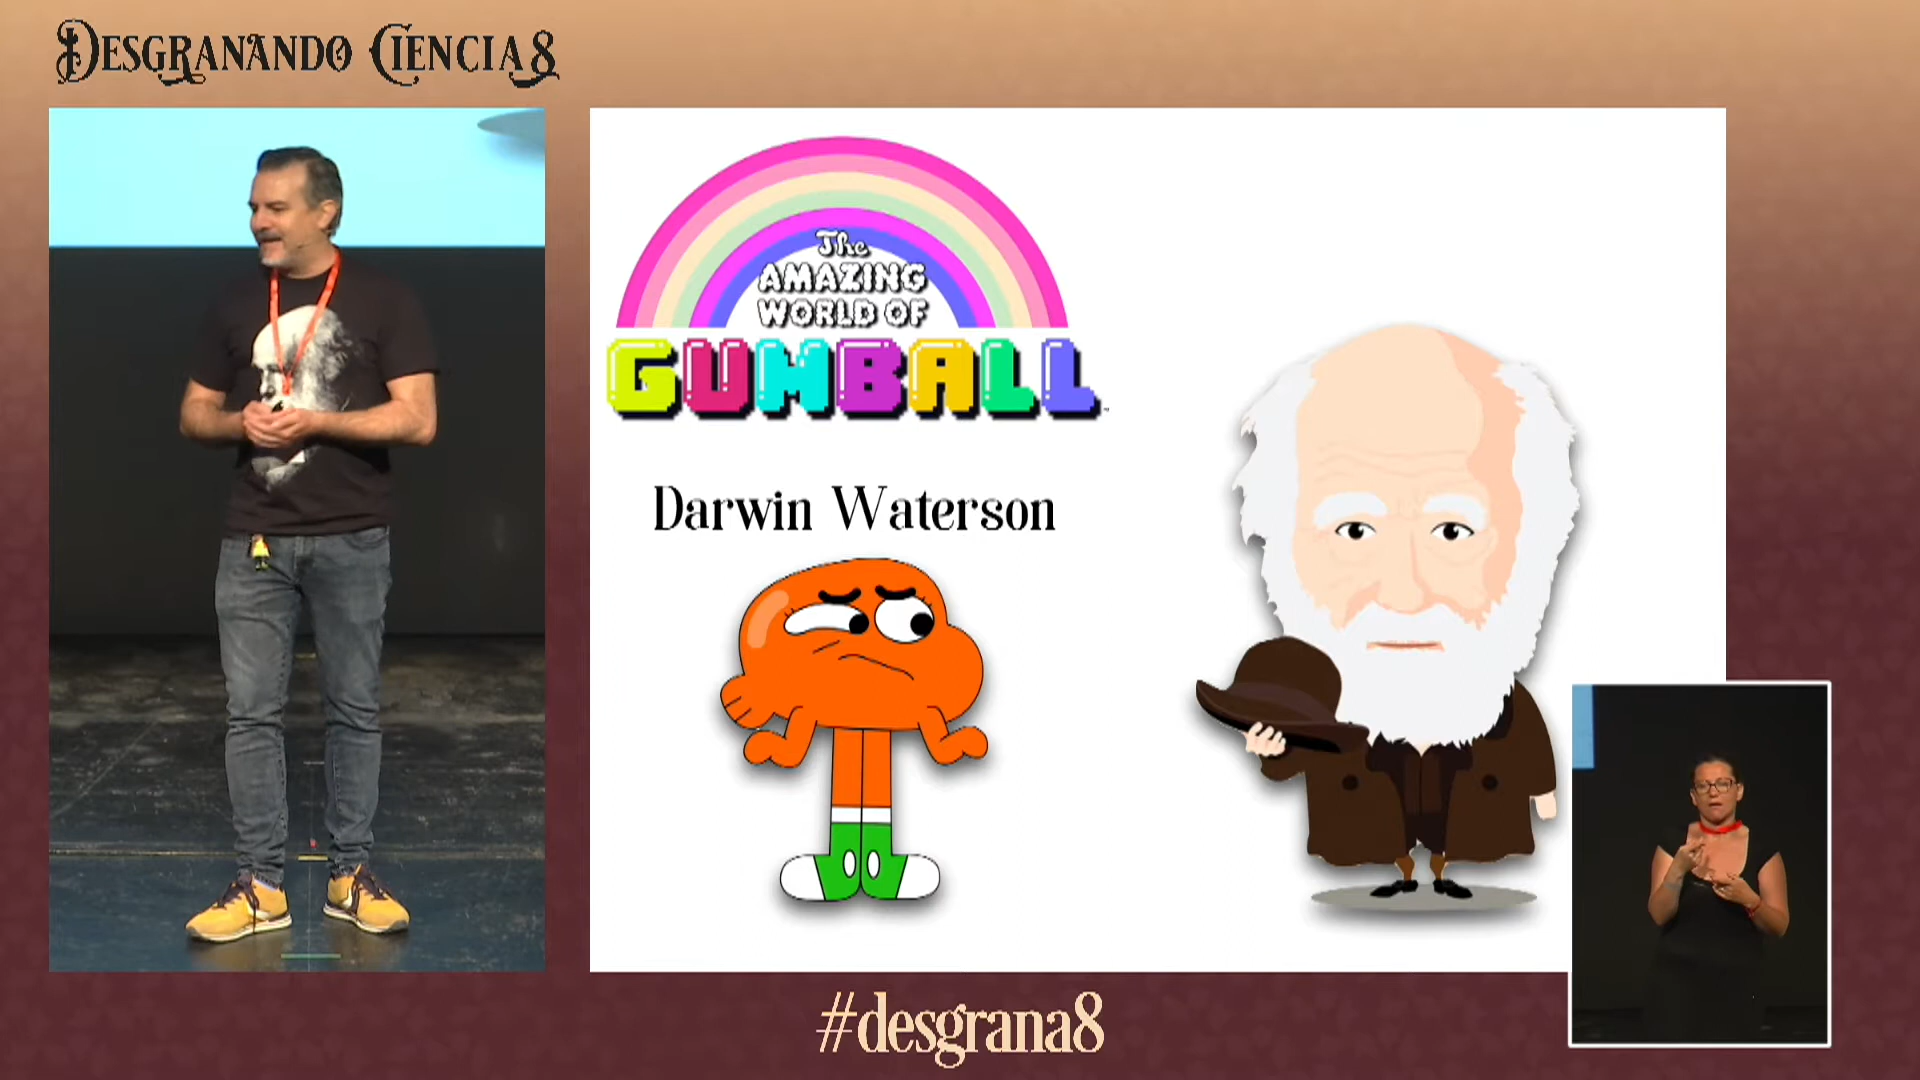 DESGRANANDO CIENCIA 8
The
AMAZING
WORLD OF
GUMBALL
Darwin Waterson
#desgrana8